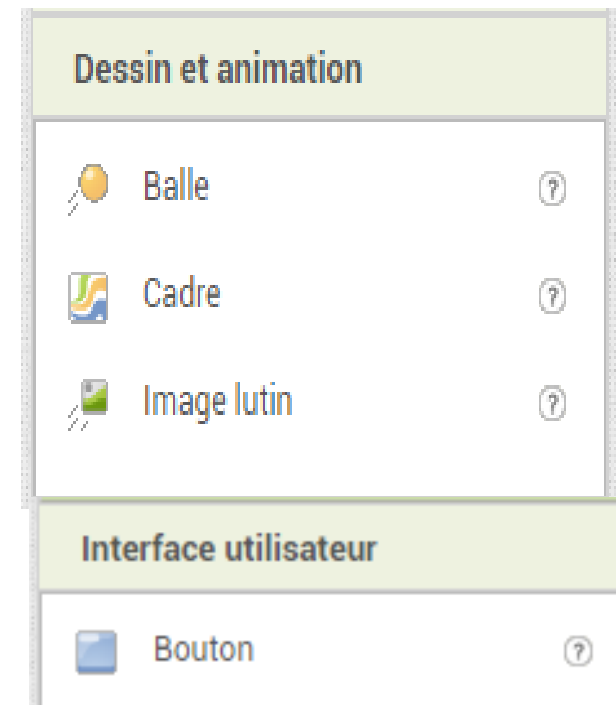 Dessin et animation
Balle ?
Cadre ?
Image lutin ?
Interface utilisateur
Bouton ?